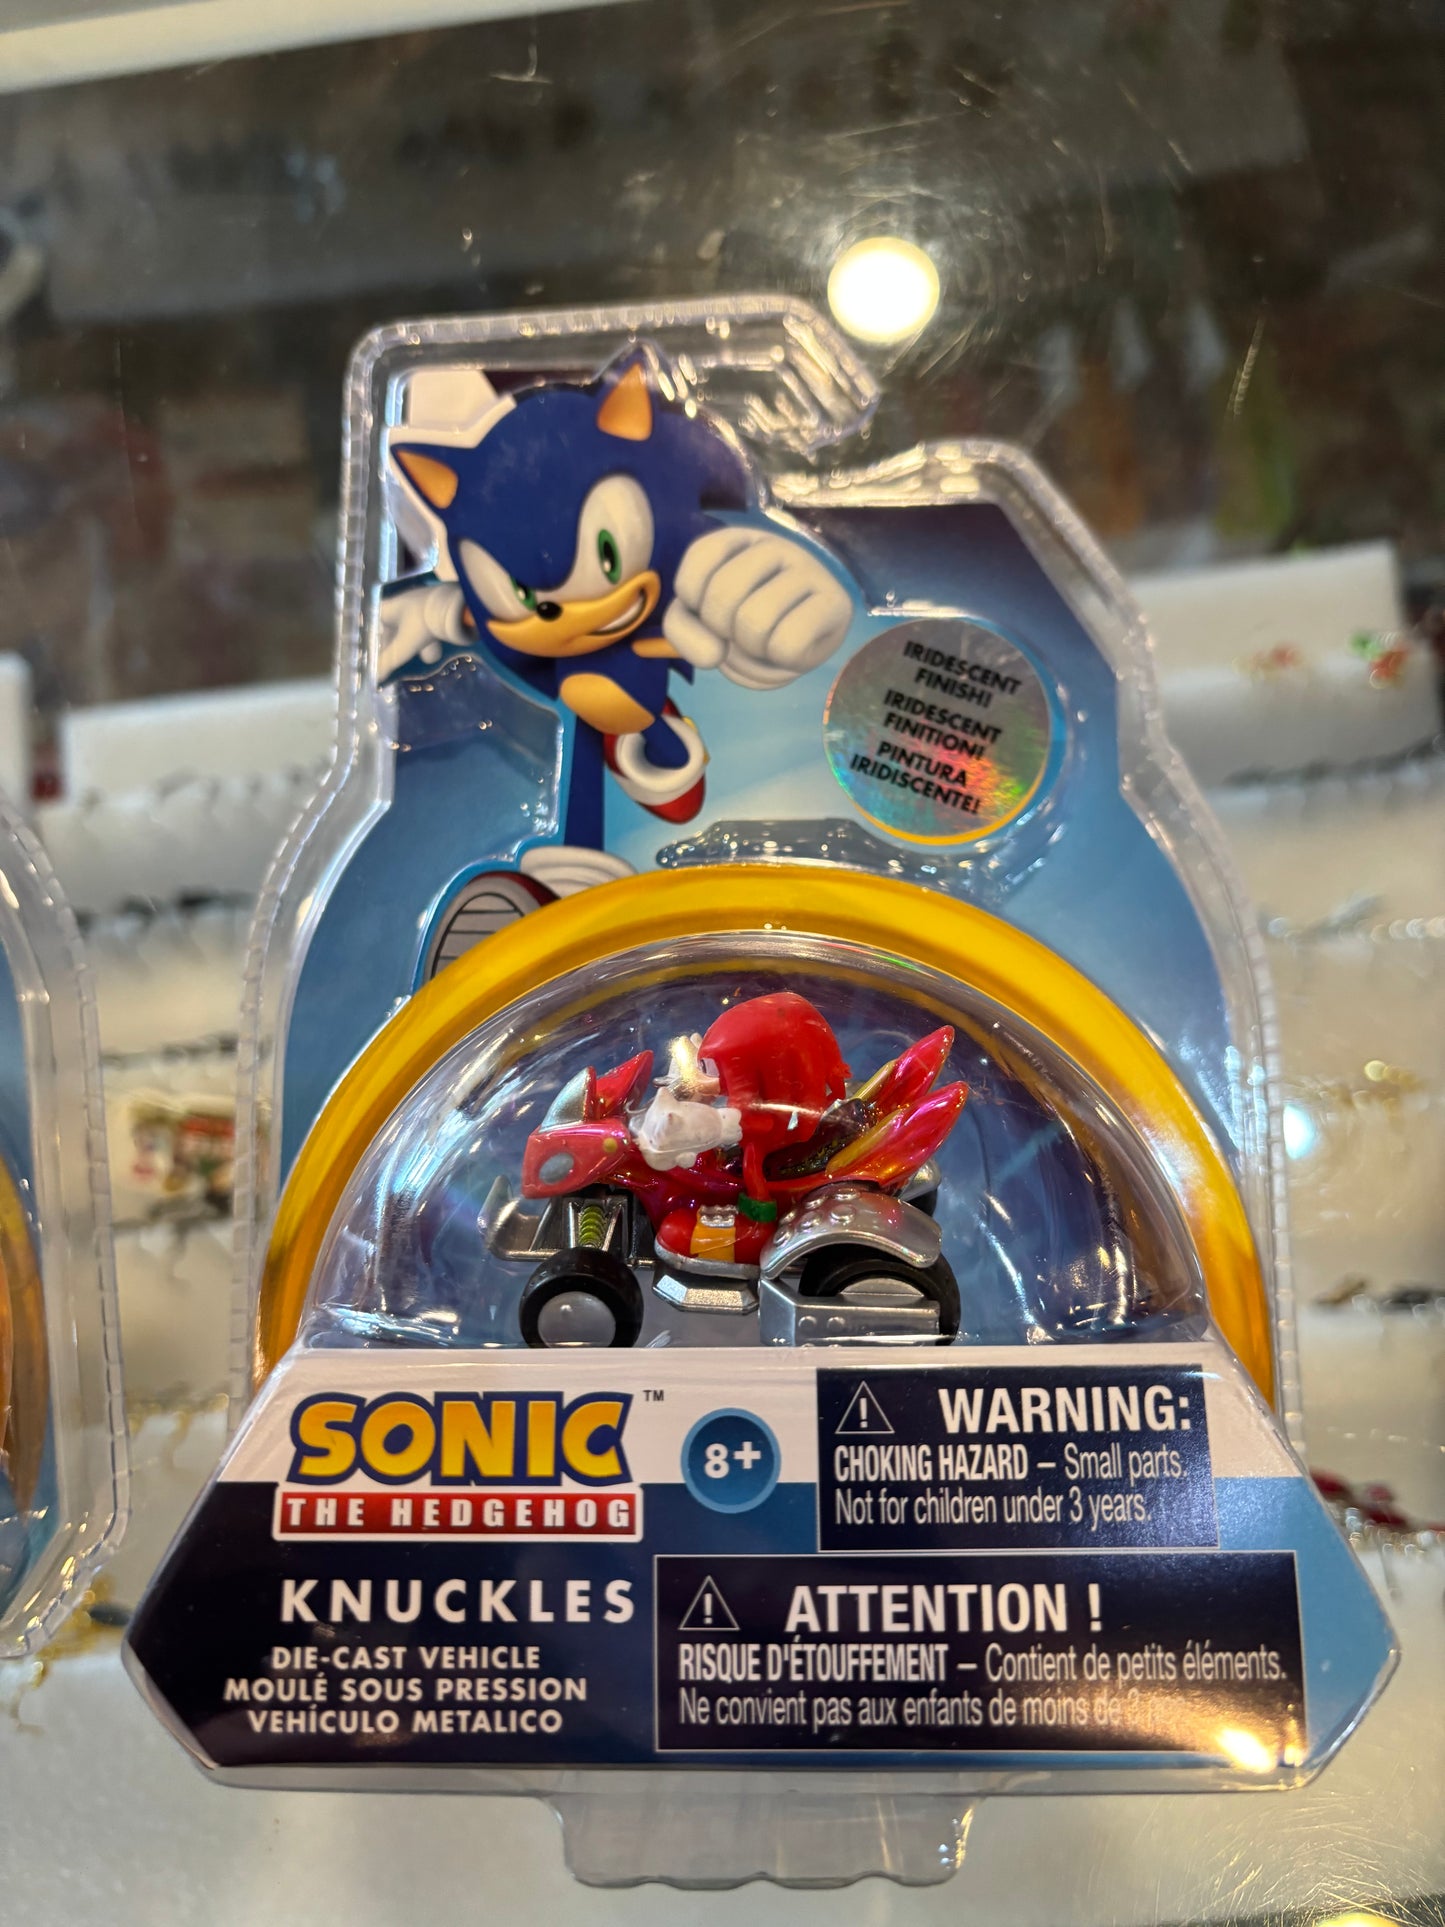 IRIDESCENT
FINISH!
IRIDESCENT
FINITION!
PINTURA
IRIDISCENTE!
SONIC™
THE HEDGEHOG
8+
WARNING:
CHOKING HAZARD – Small parts.
Not for children under 3 years.
KNUCKLES
DIE-CAST VEHICLE
MOULÉ SOUS PRESSION
VEHÍCULO METALICO
ATTENTION !
RISQUE D'ÉTOUFFEMENT – Contient de petits éléments.
Ne convient pas aux enfants de moins de 3